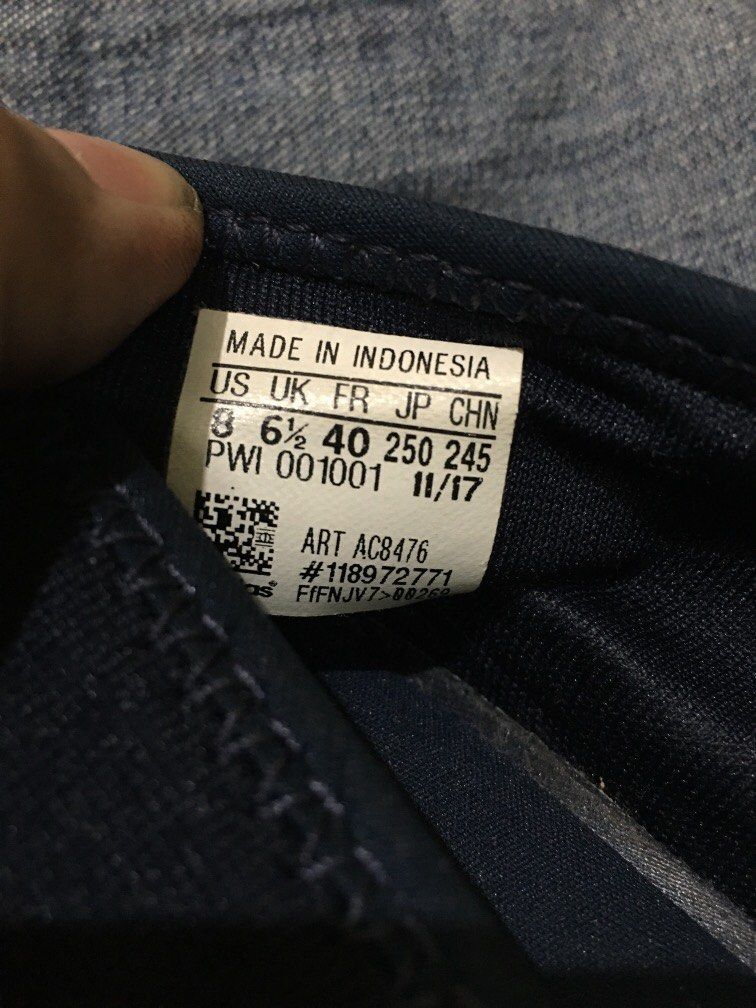 MADE IN INDONESIA
US UK FR JP CHN
8 6½ 40 250 245
PWI 001001 11/17
ART AC8476
#118972771